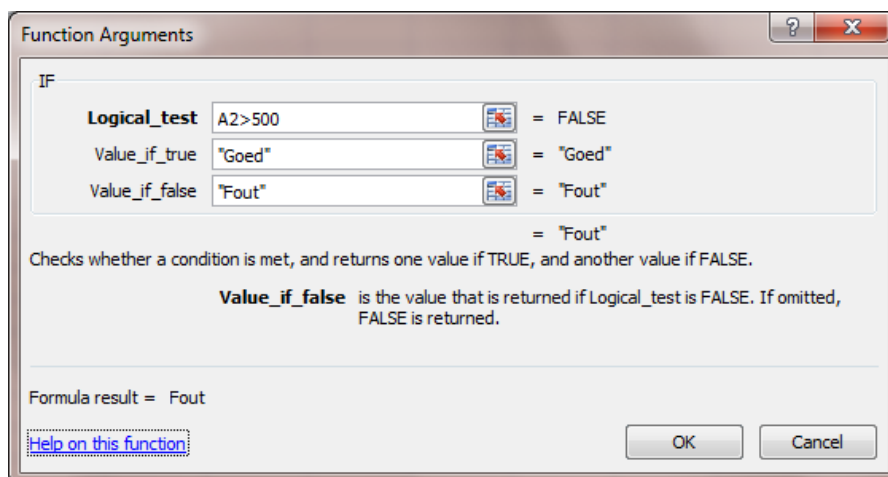 Function Arguments
IF
Logical_test A2>500 = FALSE
Value_if_true "Goed" = "Goed"
Value_if_false "Fout" = "Fout"
= "Fout"
Checks whether a condition is met, and returns one value if TRUE, and another value if FALSE.
Value_if_false is the value that is returned if Logical_test is FALSE. If omitted,
FALSE is returned.
Formula result = Fout
Help on this function
OK Cancel